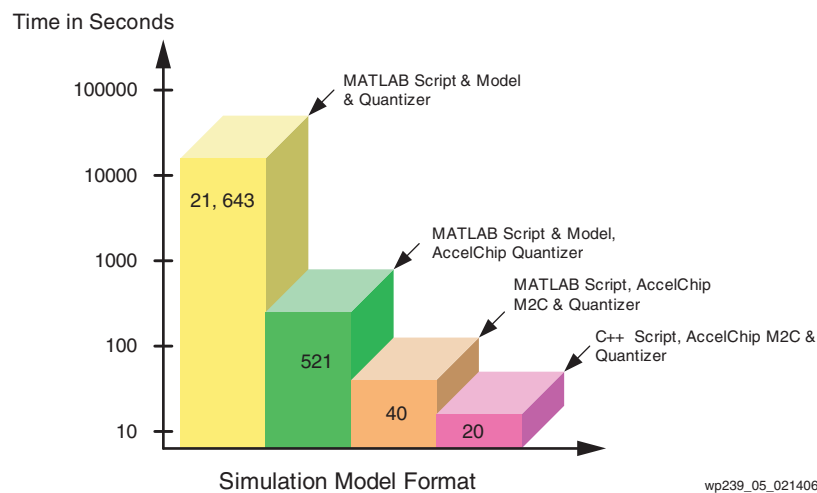 Time in Seconds
100000
10000
1000
100
10
MATLAB Script & Model
& Quantizer
21, 643
MATLAB Script & Model,
AccelChip Quantizer
521
MATLAB Script, AccelChip
M2C & Quantizer
40
C++ Script, AccelChip M2C &
Quantizer
20
Simulation Model Format
wp239_05_021406